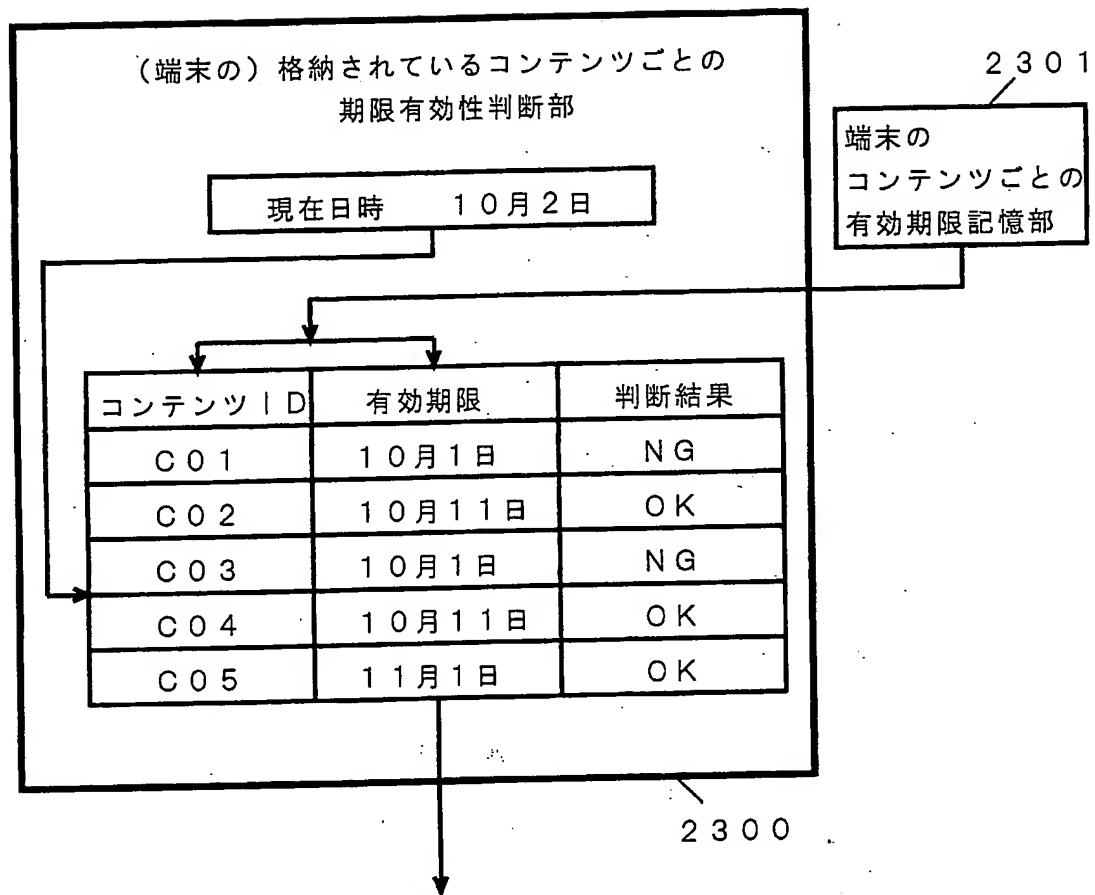 （端末の）格納されているコンテンツごとの
期限有効性判断部
２３０１
端末の
コンテンツごとの
有効期限記憶部
現在日時　１０月２日
コンテンツＩＤ　有効期限　判断結果
Ｃ０１　１０月１日　ＮＧ
Ｃ０２　１０月１１日　ＯＫ
Ｃ０３　１０月１日　ＮＧ
Ｃ０４　１０月１１日　ＯＫ
Ｃ０５　１１月１日　ＯＫ
２３００